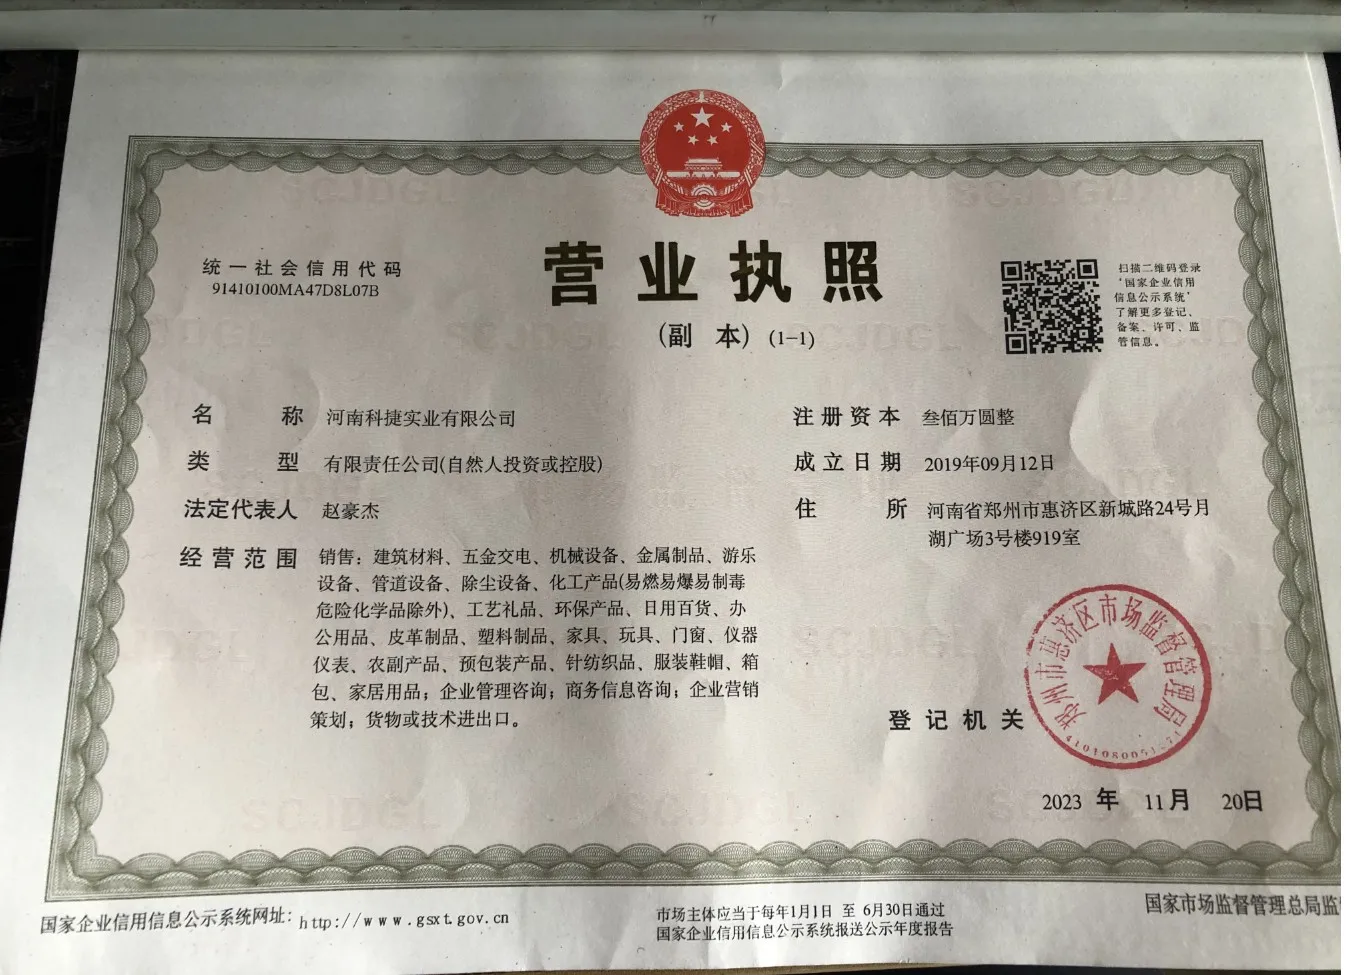 营业执照
(副 本) (1-1)
统一社会信用代码
91410100MA47D8L07B
扫描二维码登录
‘国家企业信用
信息公示系统’
了解更多登记、
备案、许可、监
管信息。
名 称 河南科捷实业有限公司
类 型 有限责任公司(自然人投资或控股)
法定代表人 赵豪杰
经营范围 销售：建筑材料、五金交电、机械设备、金属制品、游乐
设备、管道设备、除尘设备、化工产品(易燃易爆易制毒
危险化学品除外)、工艺礼品、环保产品、日用百货、办
公用品、皮革制品、塑料制品、家具、玩具、门窗、仪器
仪表、农副产品、预包装产品、针纺织品、服装鞋帽、箱
包、家居用品；企业管理咨询；商务信息咨询；企业营销
策划；货物或技术进出口。
注册资本 叁佰万圆整
成立日期 2019年09月12日
住 所 河南省郑州市惠济区新城路24号月
湖广场3号楼919室
登记机关
郑州市惠济区市场监督管理局
2023 年 11月 20日
国家企业信用信息公示系统网址：http://www.gsxt.gov.cn
市场主体应当于每年1月1日 至 6月30日通过
国家企业信用信息公示系统报送公示年度报告
国家市场监督管理总局监